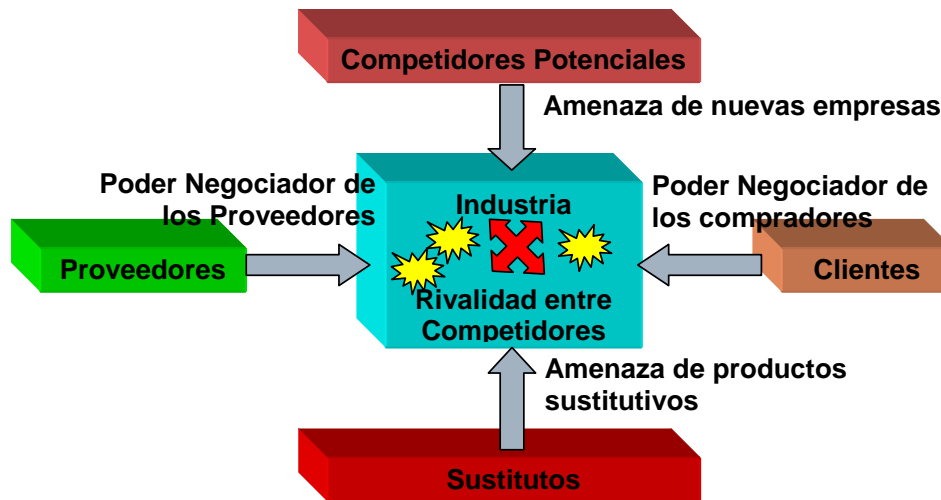 Competidores Potenciales
Amenaza de nuevas empresas
Poder Negociador de
los Proveedores
Industria
Poder Negociador de
los compradores
Proveedores
Clientes
Rivalidad entre
Competidores
Amenaza de productos
sustitutivos
Sustitutos